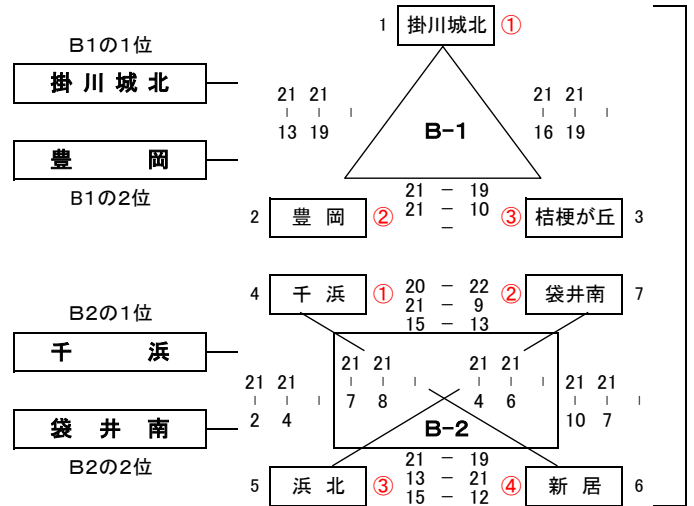 1 掛川城北 ①
B1の1位
掛川城北
21 21 21 21
| | | | | |
13 19 B-1 16 19
豊 岡
B1の2位
21 - 19
2 豊 岡 ② 21 - 10 ③ 桔梗が丘 3
-
4 千 浜 ① 20 - 22 ② 袋井南 7
21 - 9
15 - 13
B2の1位
千 浜
21 21 21 21
| | | | | |
7 8 4 6
21 21 21 21
| | | | | |
2 4 10 7
袋 井 南
B-2
B2の2位
21 - 19
5 浜 北 ③ 13 - 21 ④ 新 居 6
15 - 12